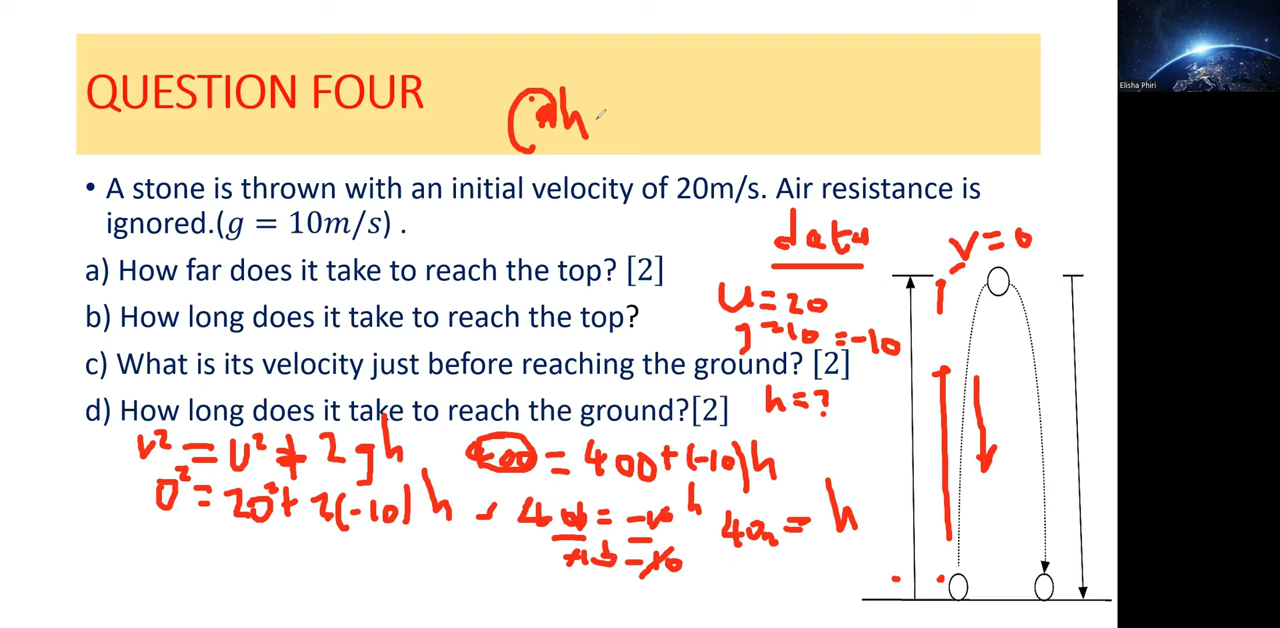 QUESTION FOUR
h
Elisha Phiri
• A stone is thrown with an initial velocity of 20m/s. Air resistance is
ignored.(g = 10m/s) .
a) How far does it take to reach the top? [2]
b) How long does it take to reach the top?
c) What is its velocity just before reaching the ground? [2]
d) How long does it take to reach the ground?[2]
data
v = 0
u = 20
g = 10 = -10
h = ?
v² = u² + 2gh
0² = 20² + 2(-10)h
= 400 + (-10)h
40m = h